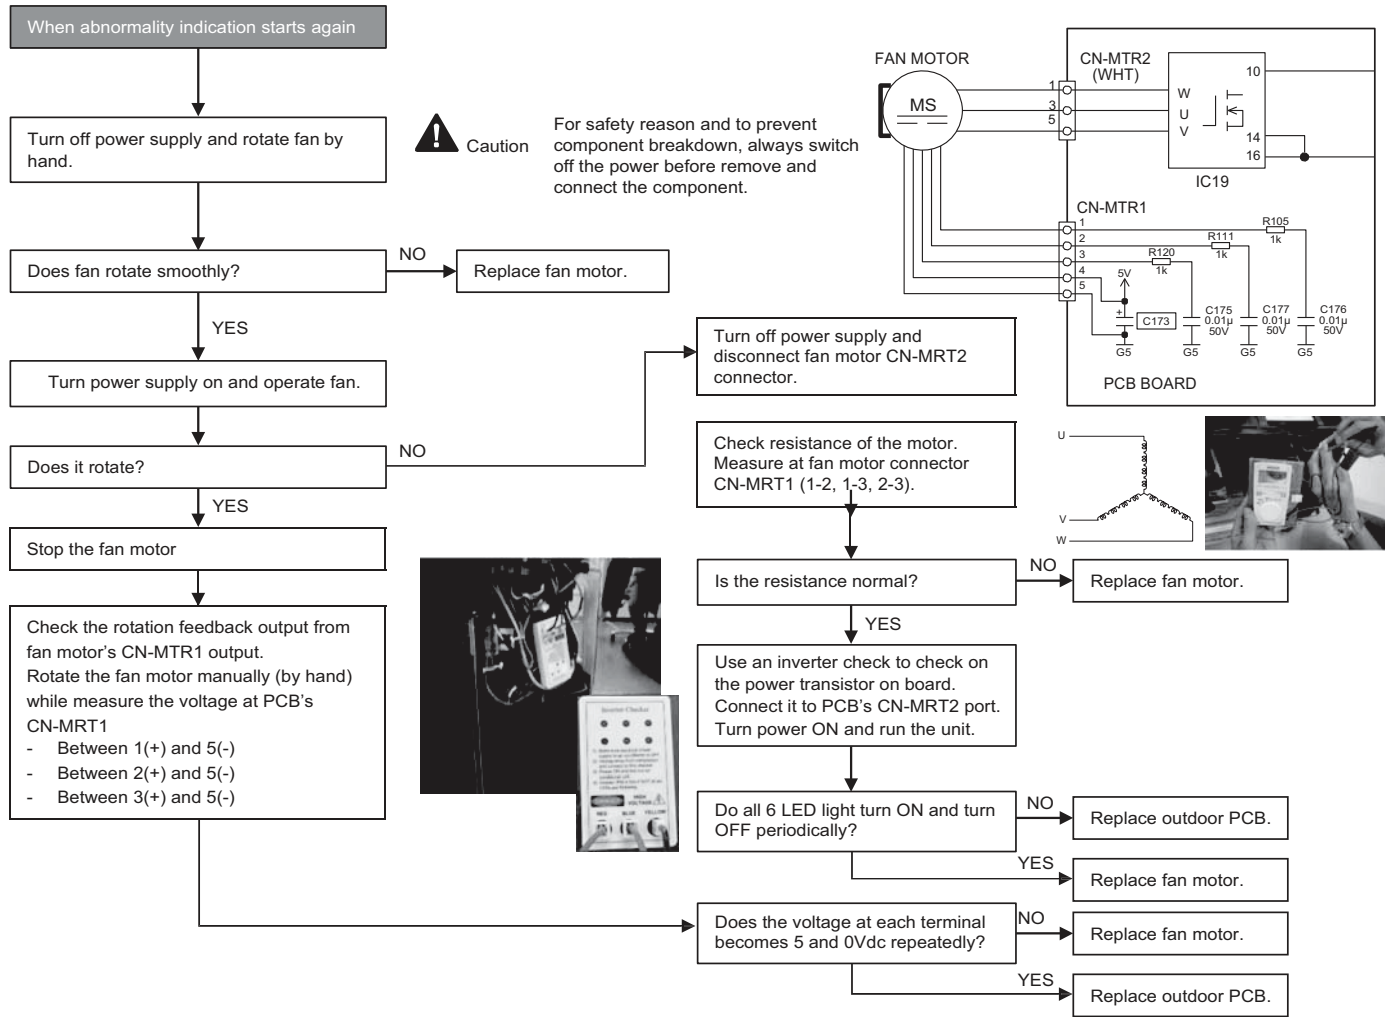 When abnormality indication starts again
Turn off power supply and rotate fan by
hand.
Caution
For safety reason and to prevent
component breakdown, always switch
off the power before remove and
connect the component.
Does fan rotate smoothly?
NO
Replace fan motor.
YES
Turn power supply on and operate fan.
Does it rotate?
NO
YES
Stop the fan motor
Check the rotation feedback output from
fan motor's CN-MTR1 output.
Rotate the fan motor manually (by hand)
while measure the voltage at PCB's
CN-MRT1
- Between 1(+) and 5(-)
- Between 2(+) and 5(-)
- Between 3(+) and 5(-)
Turn off power supply and
disconnect fan motor CN-MRT2
connector.
Check resistance of the motor.
Measure at fan motor connector
CN-MRT1 (1-2, 1-3, 2-3).
Is the resistance normal?
NO
Replace fan motor.
YES
Use an inverter check to check on
the power transistor on board.
Connect it to PCB's CN-MRT2 port.
Turn power ON and run the unit.
Do all 6 LED light turn ON and turn
OFF periodically?
NO
Replace outdoor PCB.
YES
Replace fan motor.
Does the voltage at each terminal
becomes 5 and 0Vdc repeatedly?
NO
Replace fan motor.
YES
Replace outdoor PCB.
FAN MOTOR
MS
CN-MTR2
(WHT)
1
3
5
W
U
V
10
14
16
IC19
CN-MTR1
1
2
3
4
5
R105
1k
R111
1k
R120
1k
5V
+
C173
C175
0.01μ
50V
C177
0.01μ
50V
C176
0.01μ
50V
G5
G5
G5
G5
PCB BOARD
U
V
W
Inverter Checker
HIGH
VOLTAGE
RED
BLUE
YELLOW